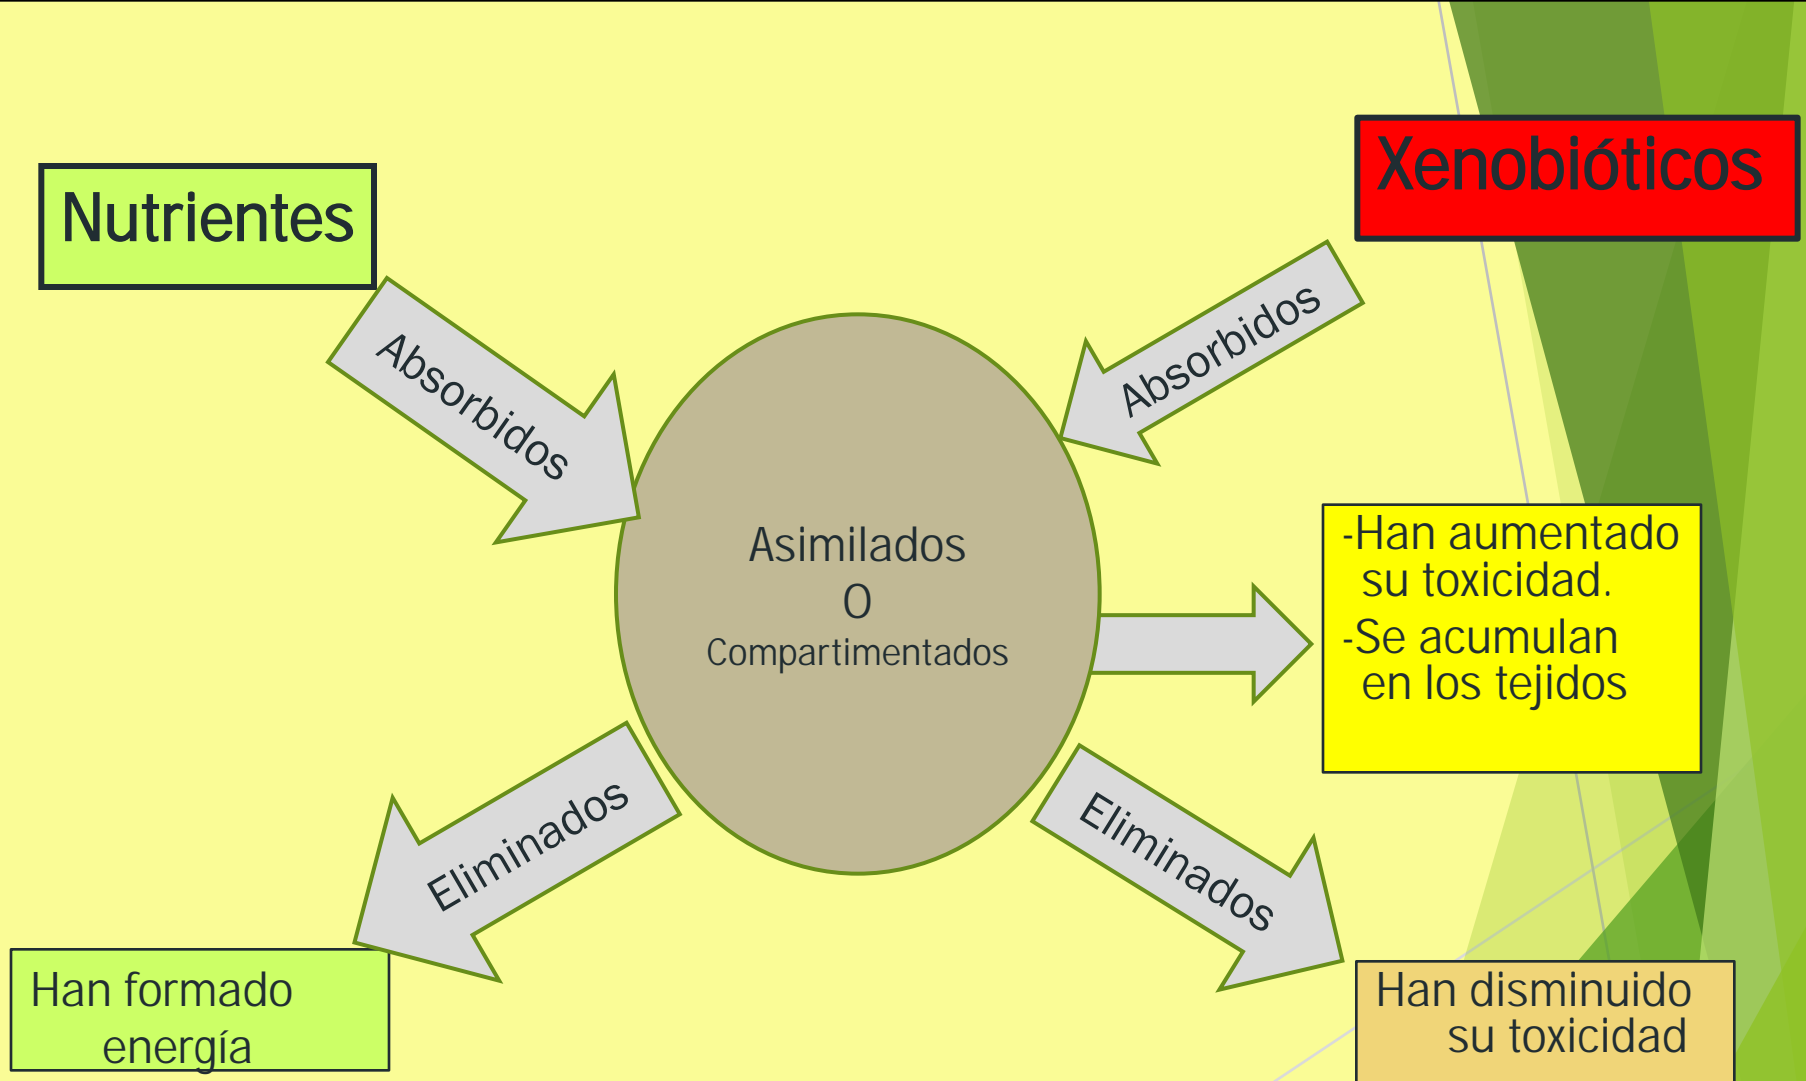 Nutrientes
Xenobióticos
Absorbidos
Absorbidos
Asimilados
O
Compartimentados
-Han aumentado
su toxicidad.
-Se acumulan
en los tejidos
Eliminados
Eliminados
Han formado
energía
Han disminuido
su toxicidad